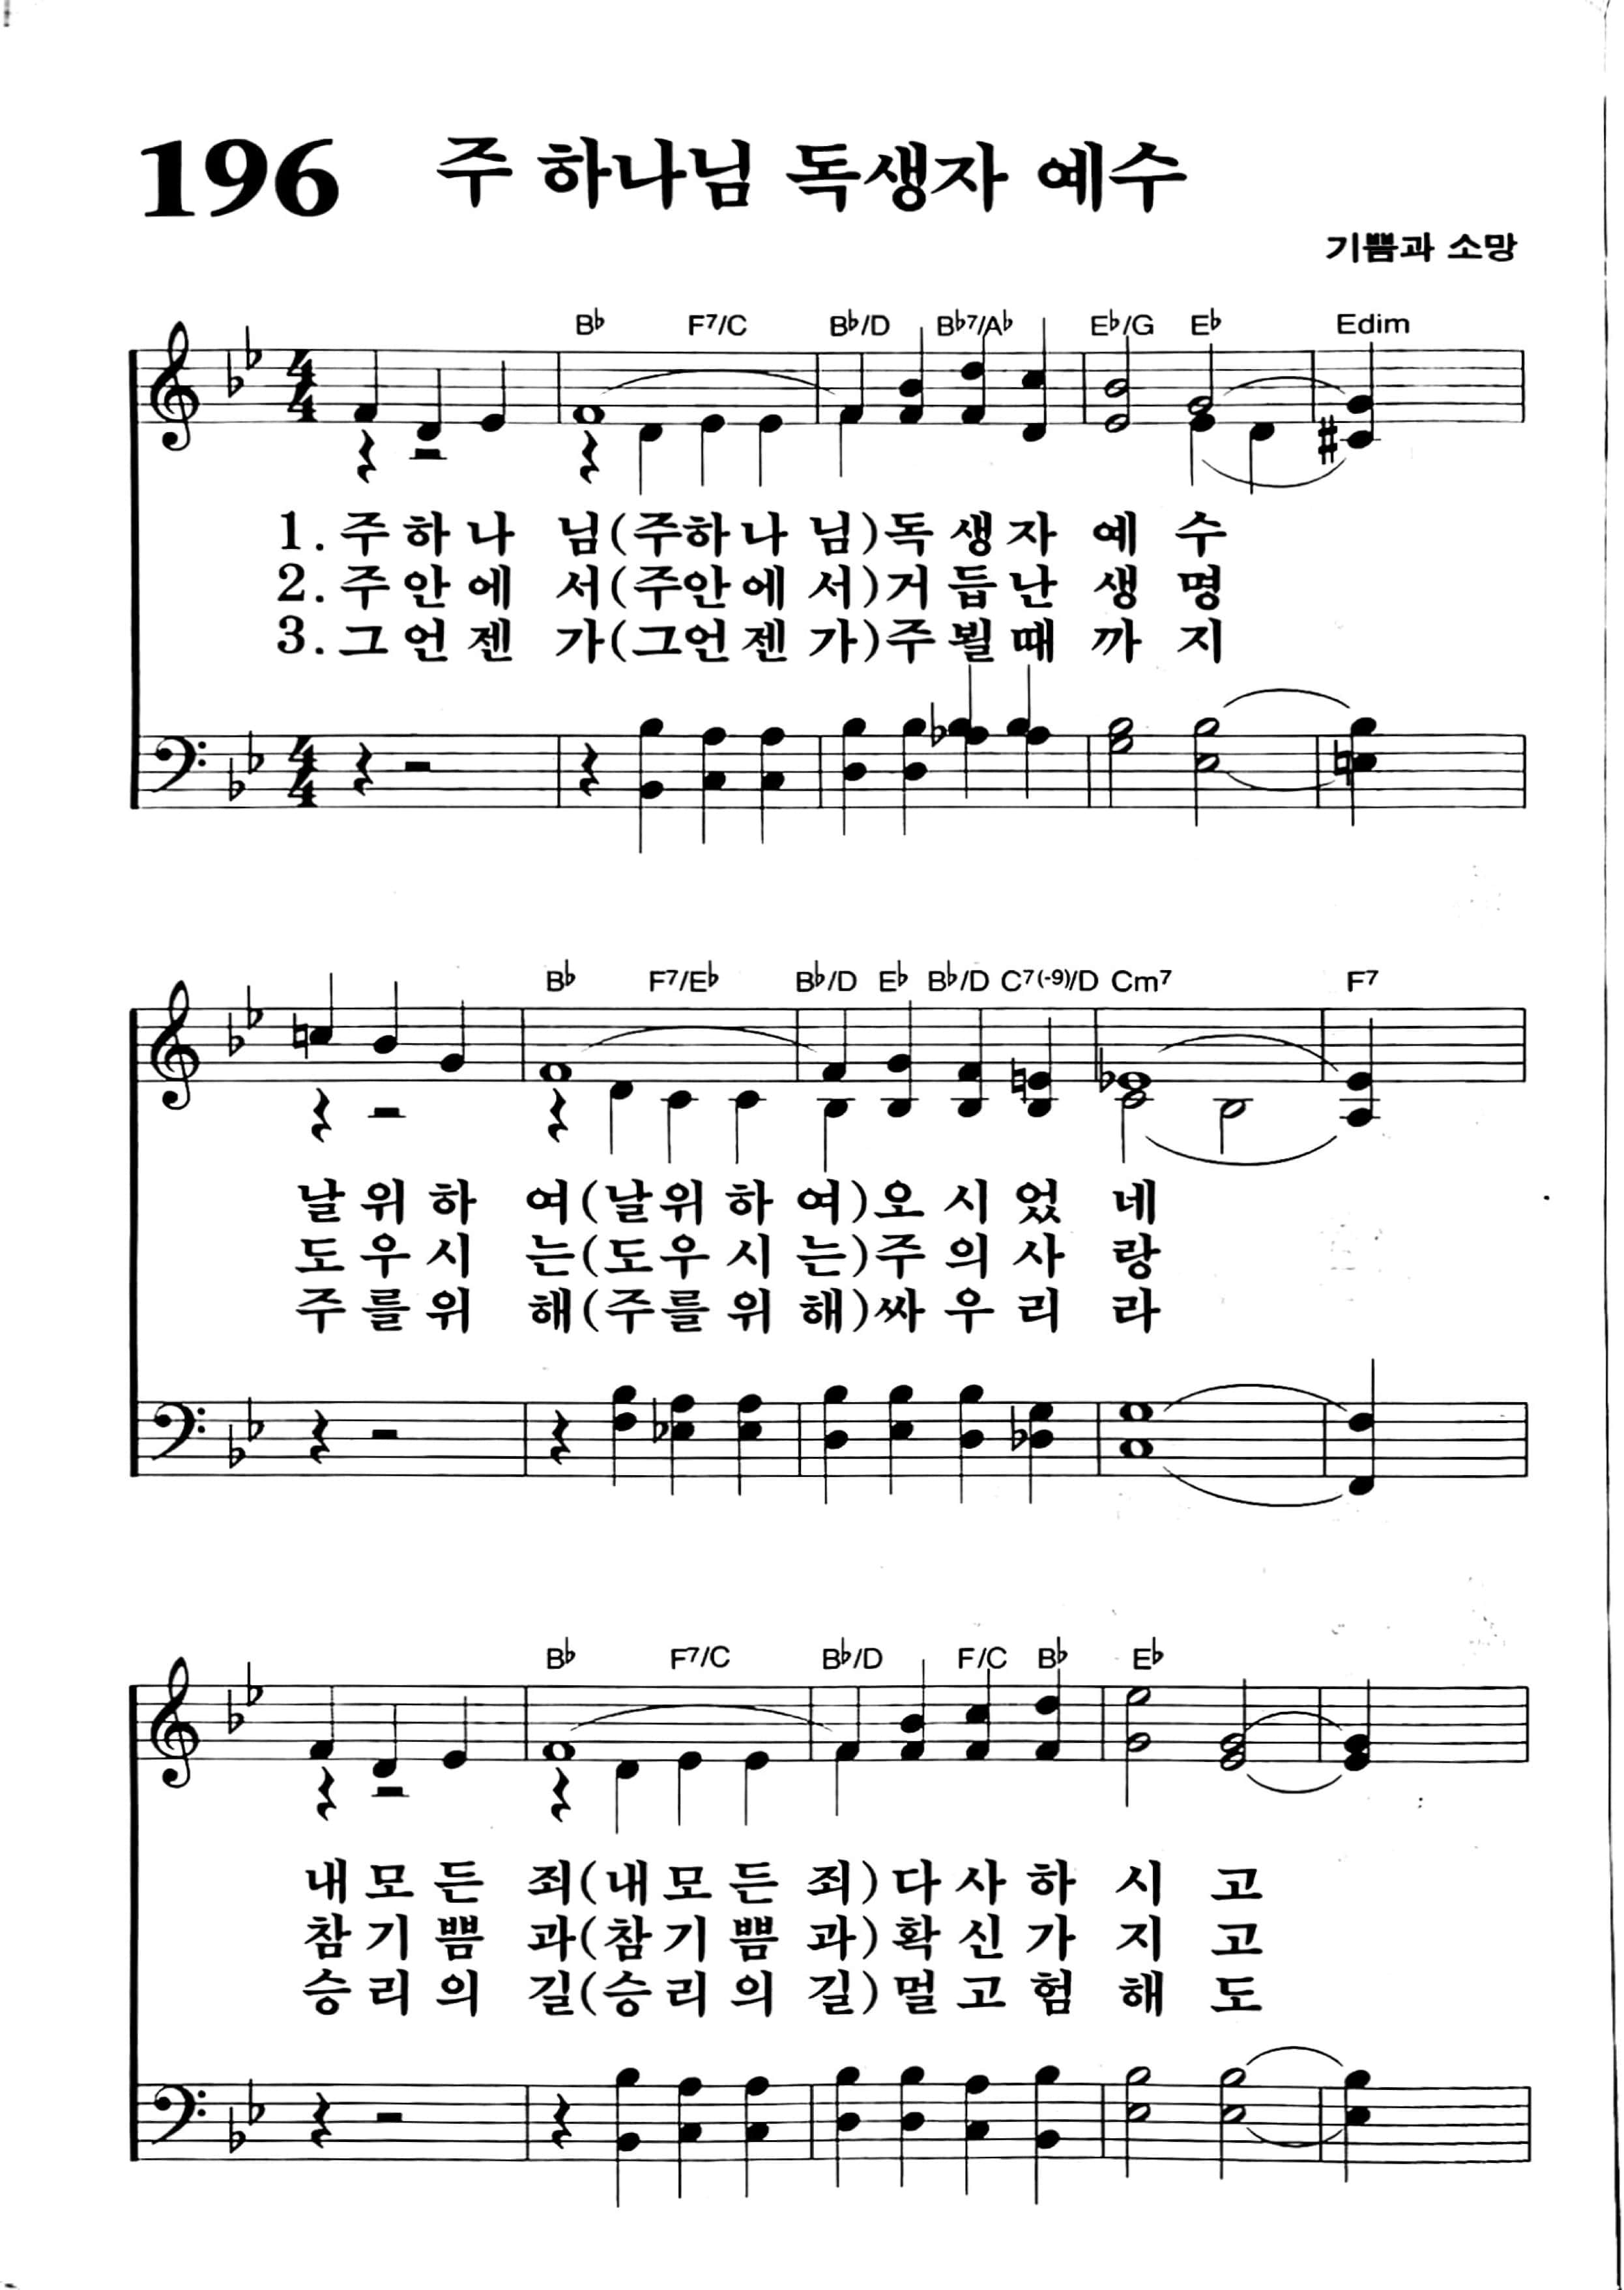 196 주 하나님 독생자 예수
기쁨과 소망
B♭ F7/C B♭/D B♭7/A♭ E♭/G E♭ Edim
4/4
1. 주하나 님(주하나 님)독 생 자 예 수
2. 주안에 서(주안에 서)거 듭 난 생 명
3. 그언젠 가(그언젠 가)주 뵐 때 까 지
4/4
B♭ F7/E♭ B♭/D E♭ B♭/D C7(-9)/D Cm7 F7
날위하 여(날위하 여)오 시 었 네
도우시 는(도우시 는)주 의 사 랑
주를위 해(주를위 해)싸 우 리 라
B♭ F7/C B♭/D F/C B♭ E♭
내모든 죄(내모든 죄)다 사 하 시 고
참기쁨 과(참기쁨 과)확 신 가 지 고
승리의 길(승리의 길)멀 고 험 해 도